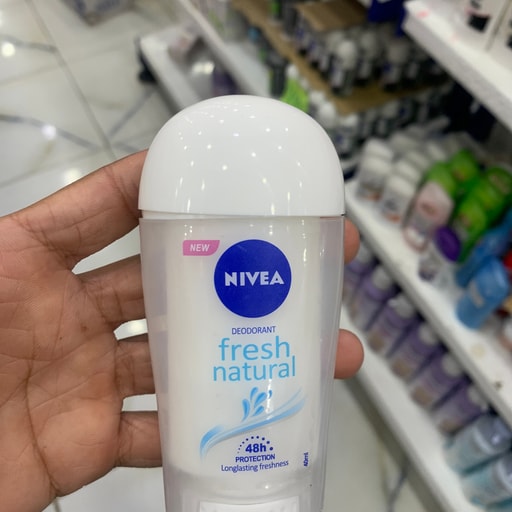 NEW
NIVEA
DEODORANT
fresh
natural
48h
PROTECTION
Longlasting freshness
40ml